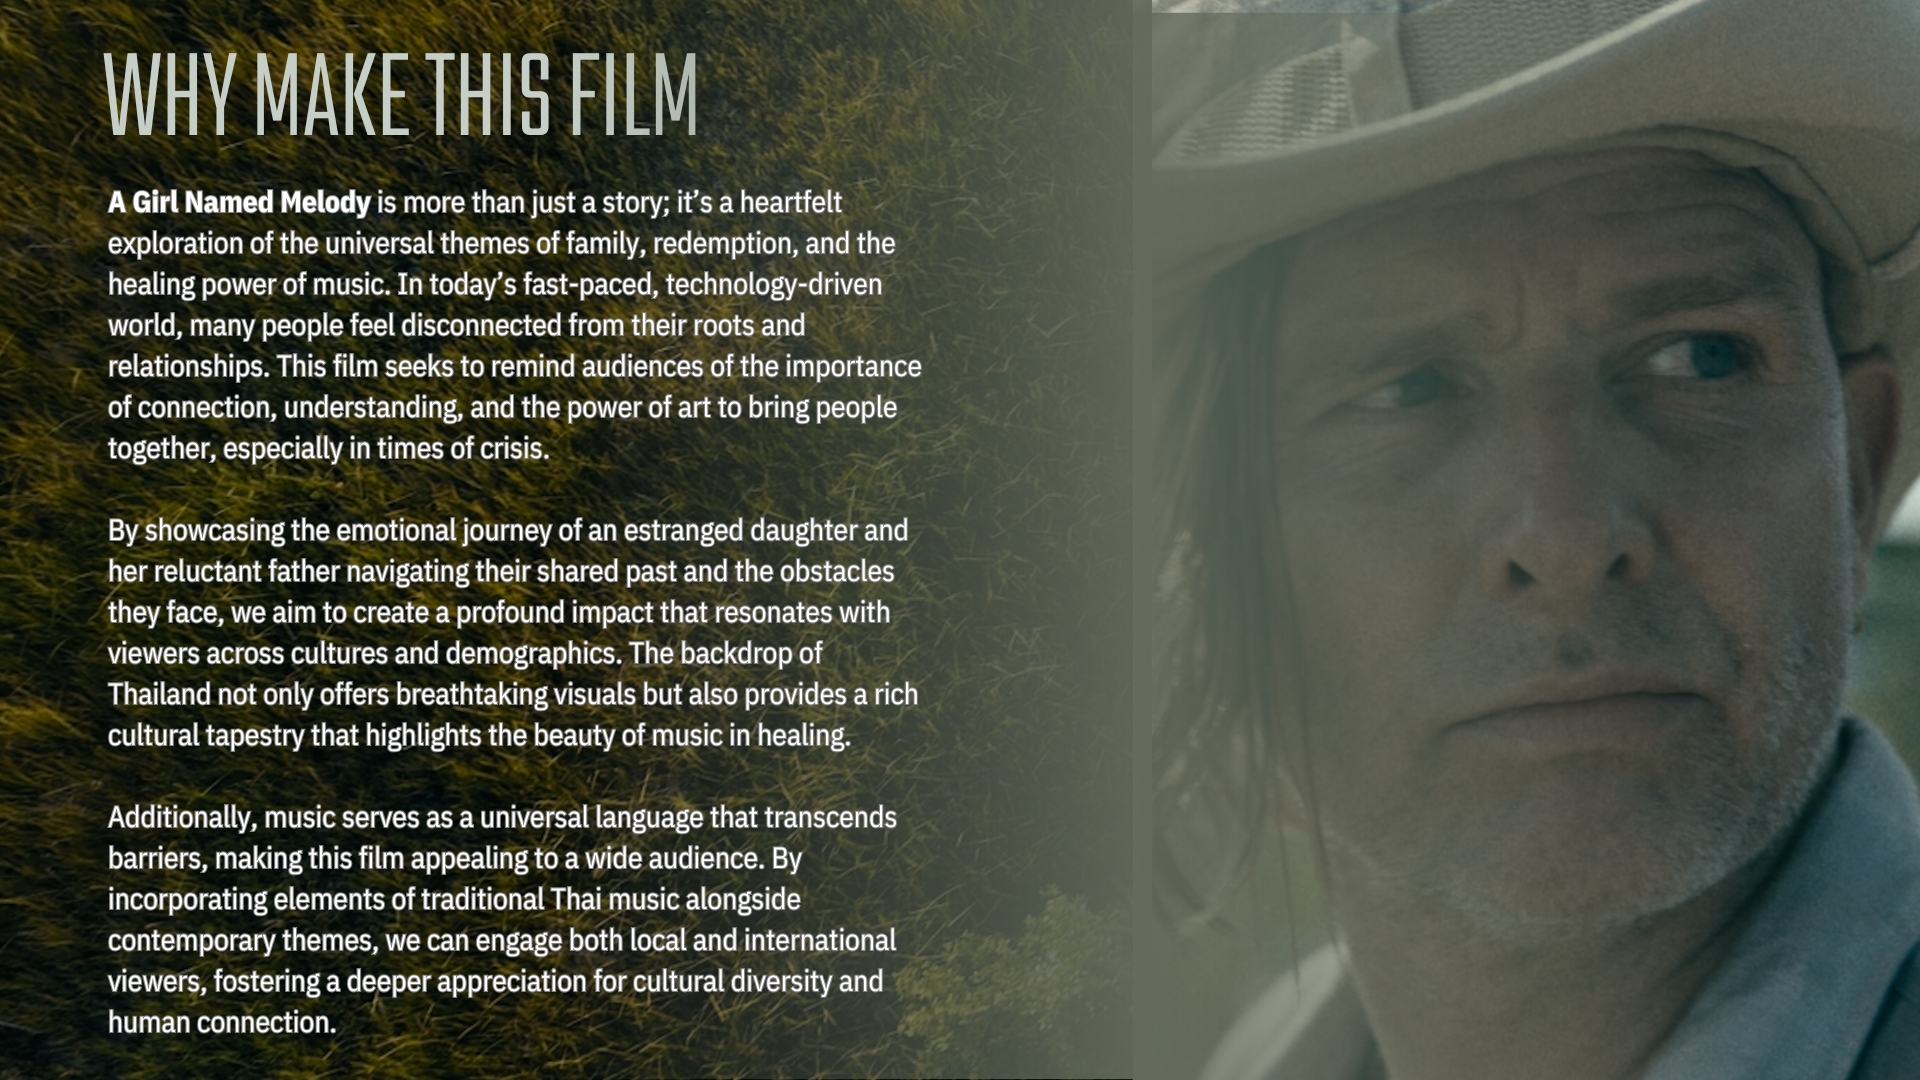 WHY MAKE THIS FILM
A Girl Named Melody is more than just a story; it’s a heartfelt
exploration of the universal themes of family, redemption, and the
healing power of music. In today’s fast-paced, technology-driven
world, many people feel disconnected from their roots and
relationships. This film seeks to remind audiences of the importance
of connection, understanding, and the power of art to bring people
together, especially in times of crisis.
By showcasing the emotional journey of an estranged daughter and
her reluctant father navigating their shared past and the obstacles
they face, we aim to create a profound impact that resonates with
viewers across cultures and demographics. The backdrop of
Thailand not only offers breathtaking visuals but also provides a rich
cultural tapestry that highlights the beauty of music in healing.
Additionally, music serves as a universal language that transcends
barriers, making this film appealing to a wide audience. By
incorporating elements of traditional Thai music alongside
contemporary themes, we can engage both local and international
viewers, fostering a deeper appreciation for cultural diversity and
human connection.